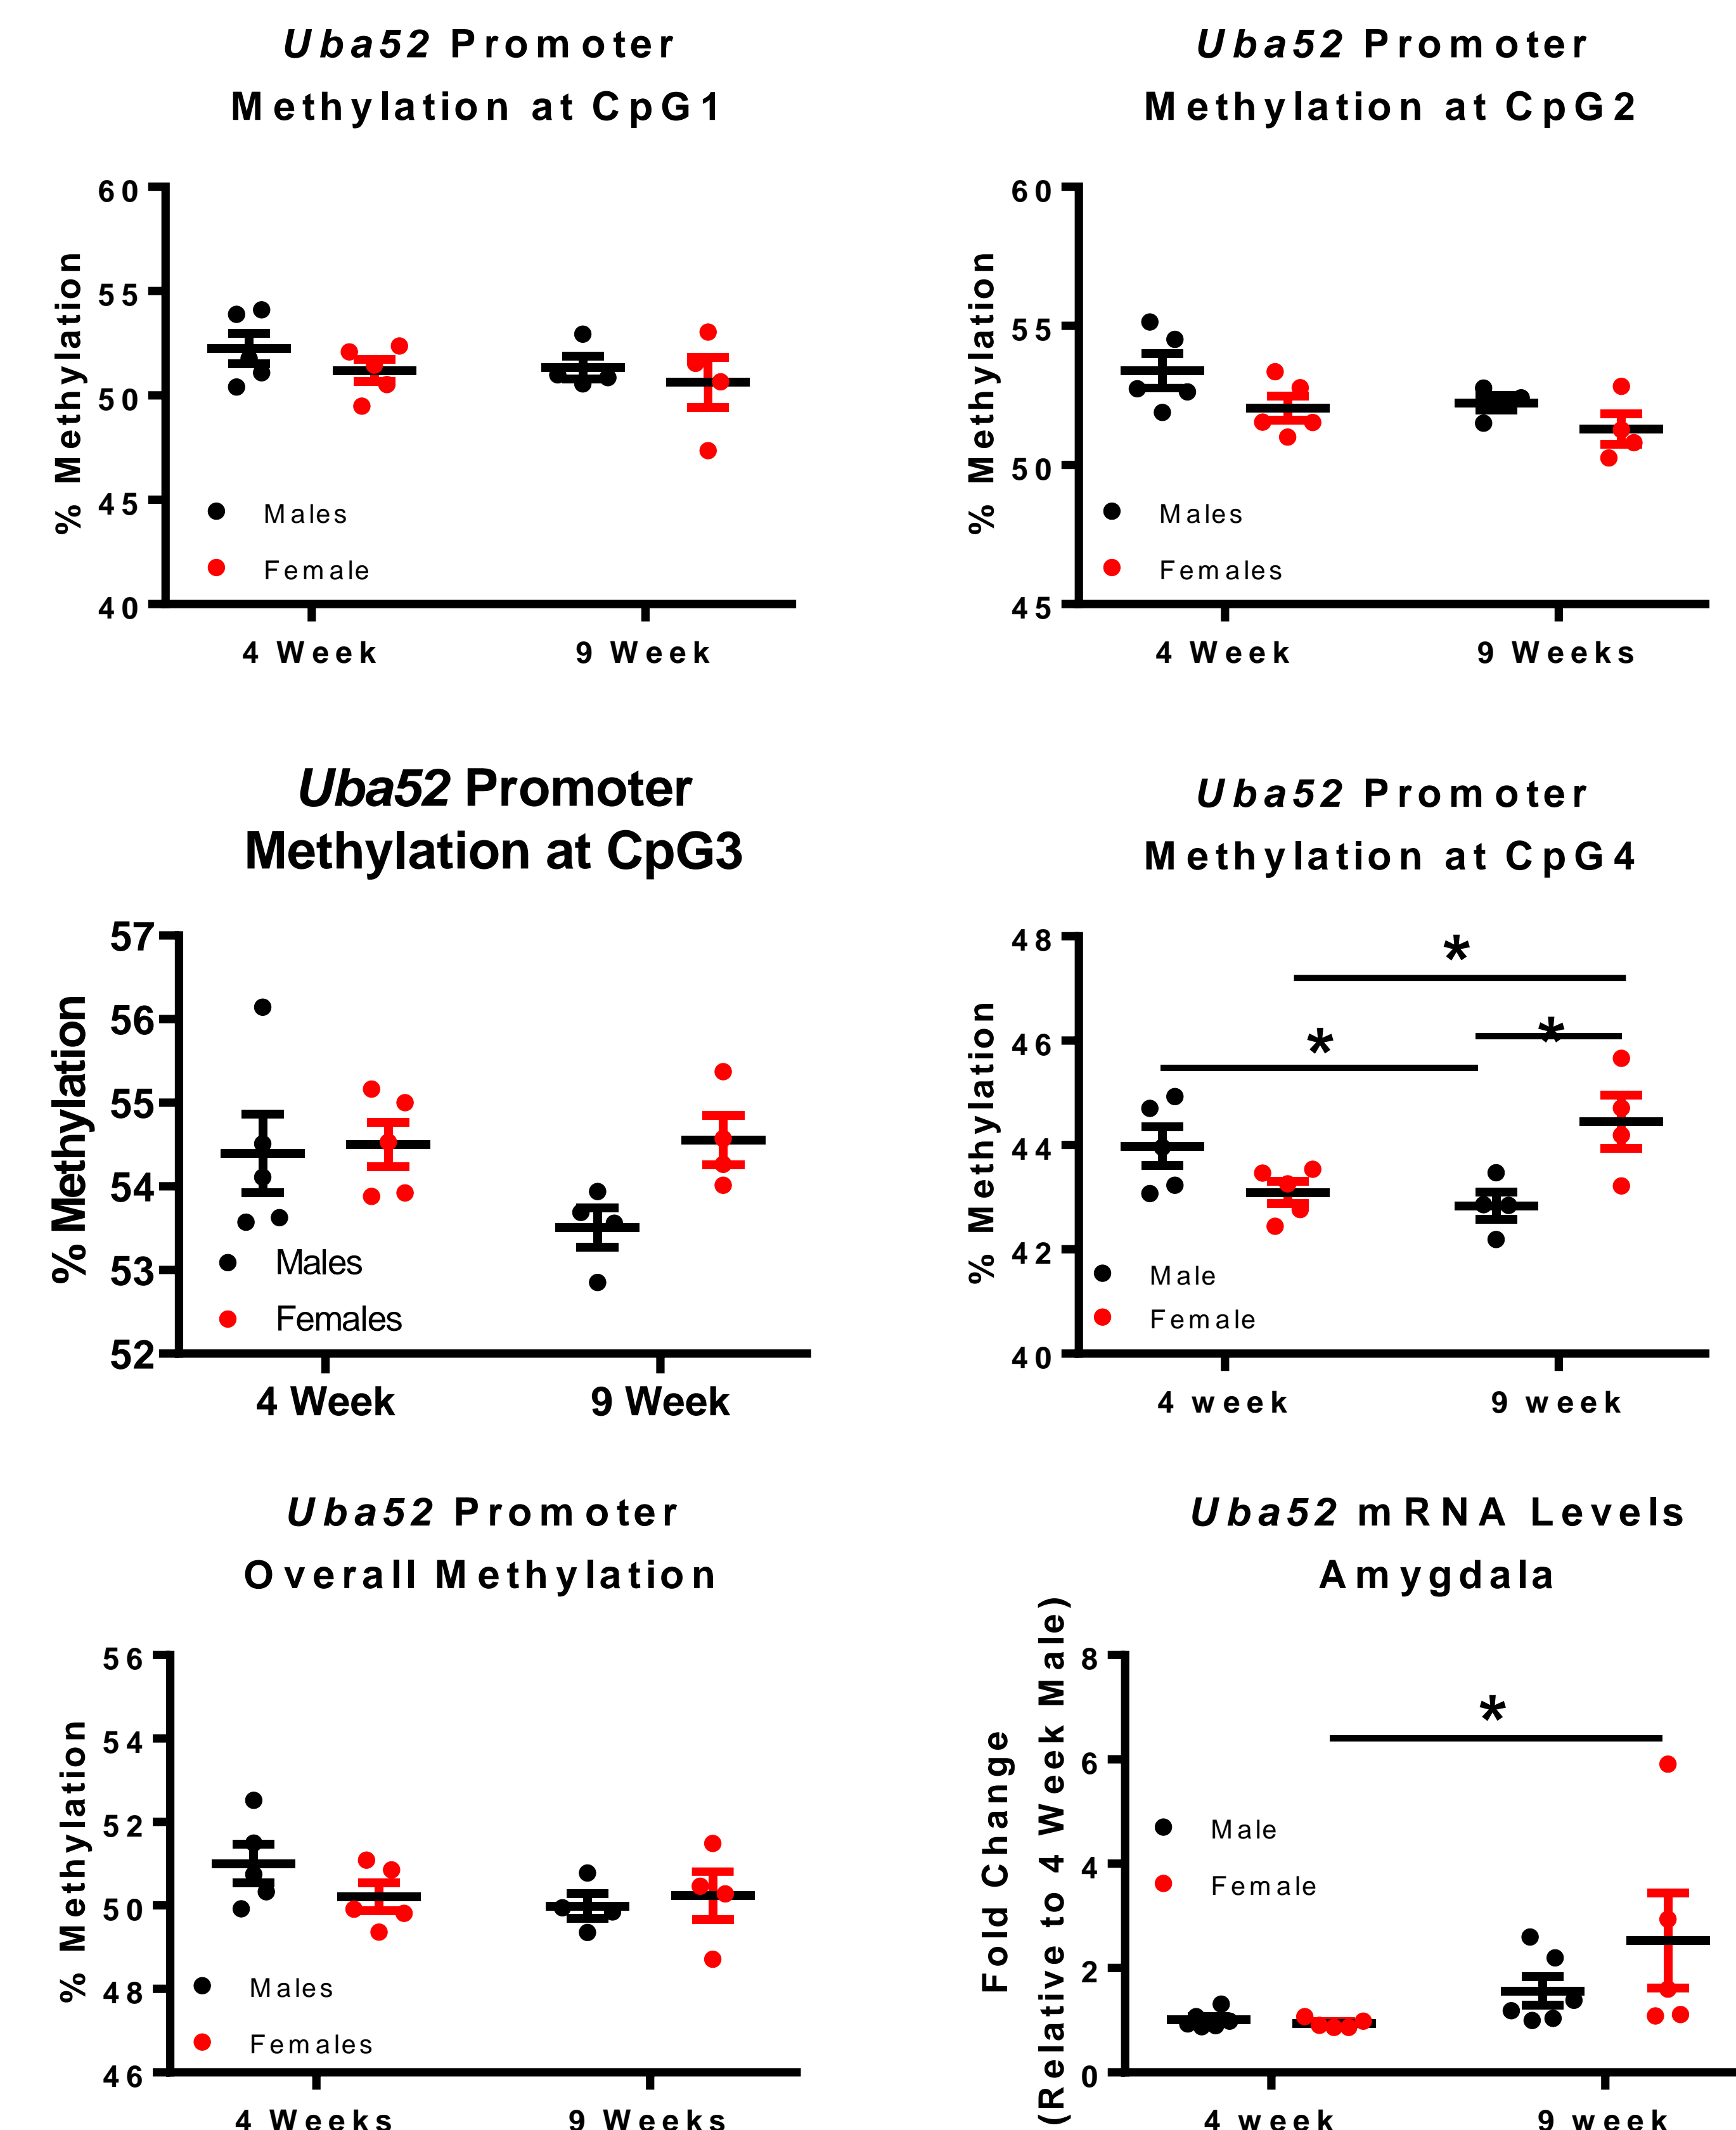 Uba52 Promoter
Methylation at CpG1
% Methylation
60
55
50
45
40
Males
Female
4 Week
9 Week
Uba52 Promoter
Methylation at CpG2
% Methylation
60
55
50
45
Males
Females
4 Week
9 Weeks
Uba52 Promoter
Methylation at CpG3
% Methylation
57
56
55
54
53
52
Males
Females
4 Week
9 Week
Uba52 Promoter
Methylation at CpG4
% Methylation
48
46
44
42
40
*
*
*
Male
Female
4 week
9 week
Uba52 Promoter
Overall Methylation
% Methylation
56
54
52
50
48
46
Males
Females
4 Weeks
9 Weeks
Uba52 mRNA Levels
Amygdala
Fold Change
(Relative to 4 Week Male)
8
6
4
2
0
*
Male
Female
4 week
9 week